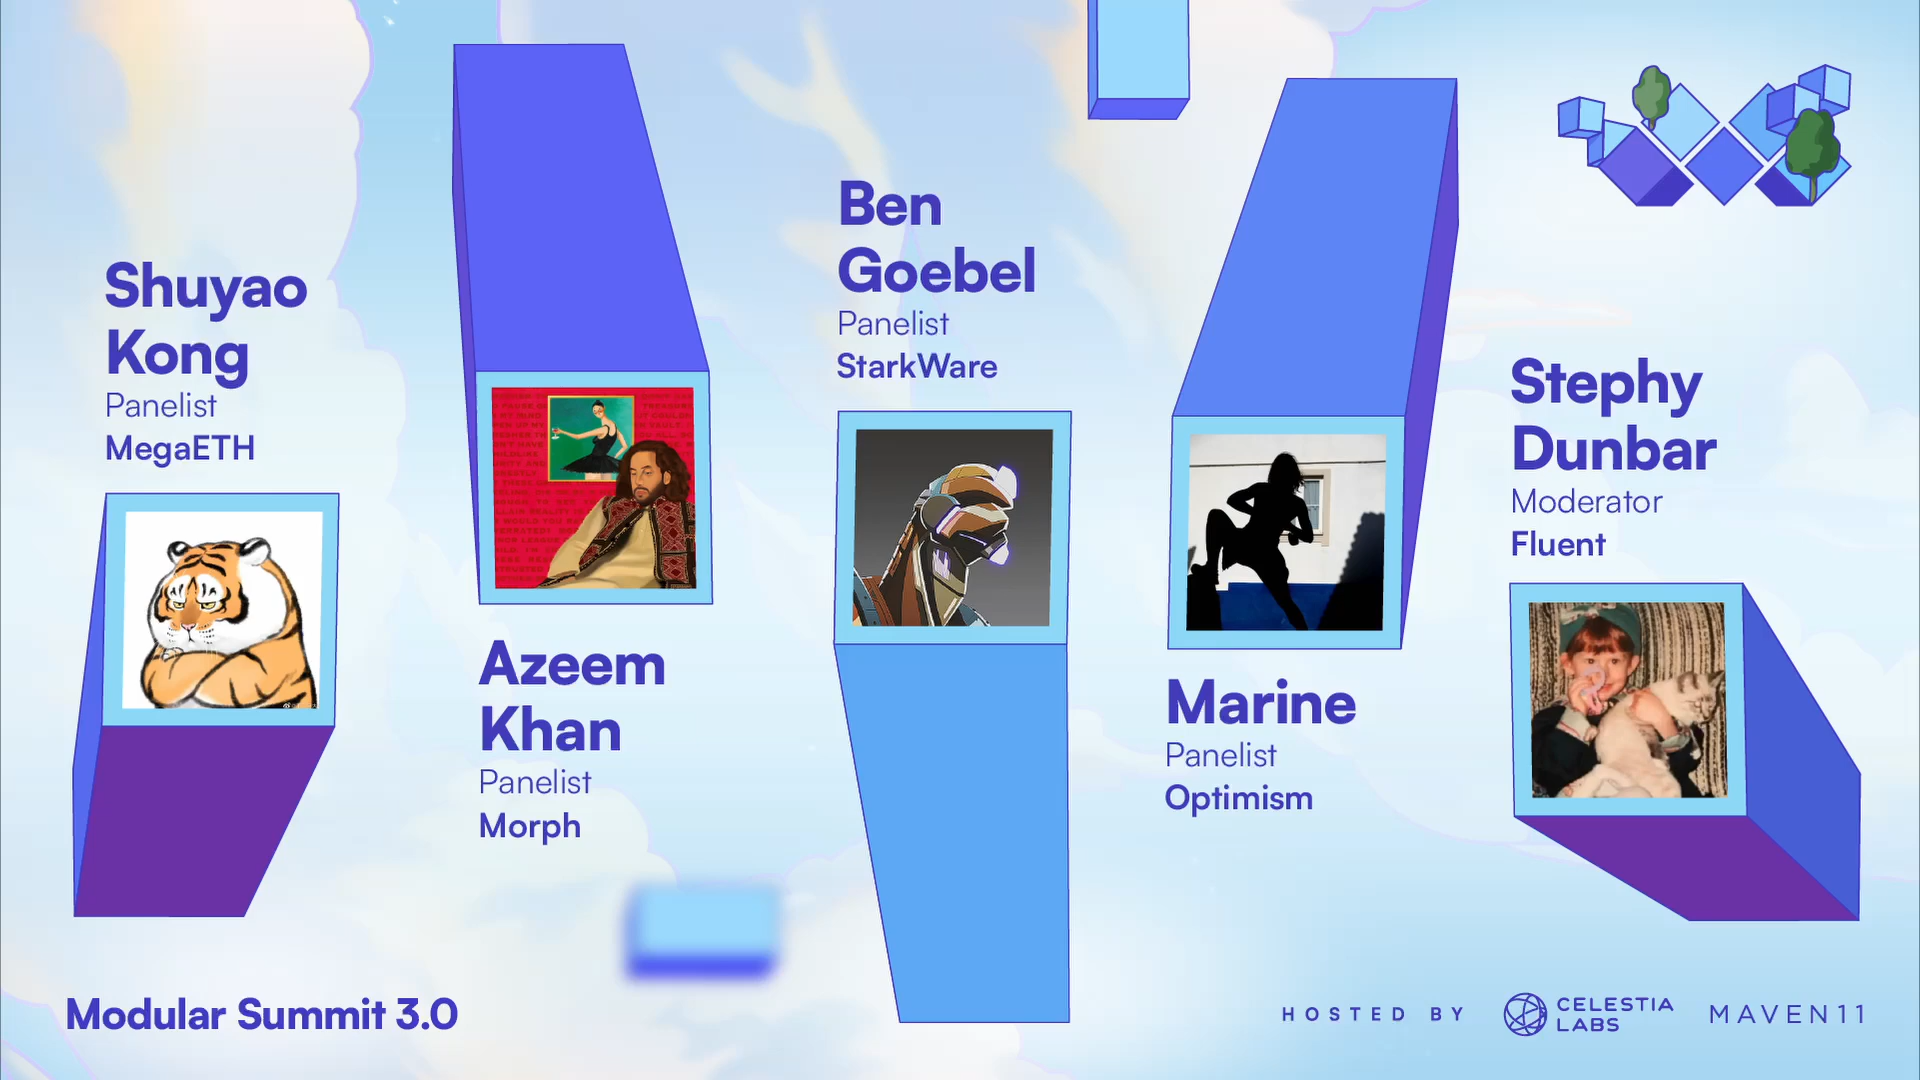 Shuyao
Kong
Panelist
MegaETH
Azeem
Khan
Panelist
Morph
Ben
Goebel
Panelist
StarkWare
Marine
Panelist
Optimism
Stephy
Dunbar
Moderator
Fluent
Modular Summit 3.0
HOSTED BY
CELESTIA
LABS
MAVEN11